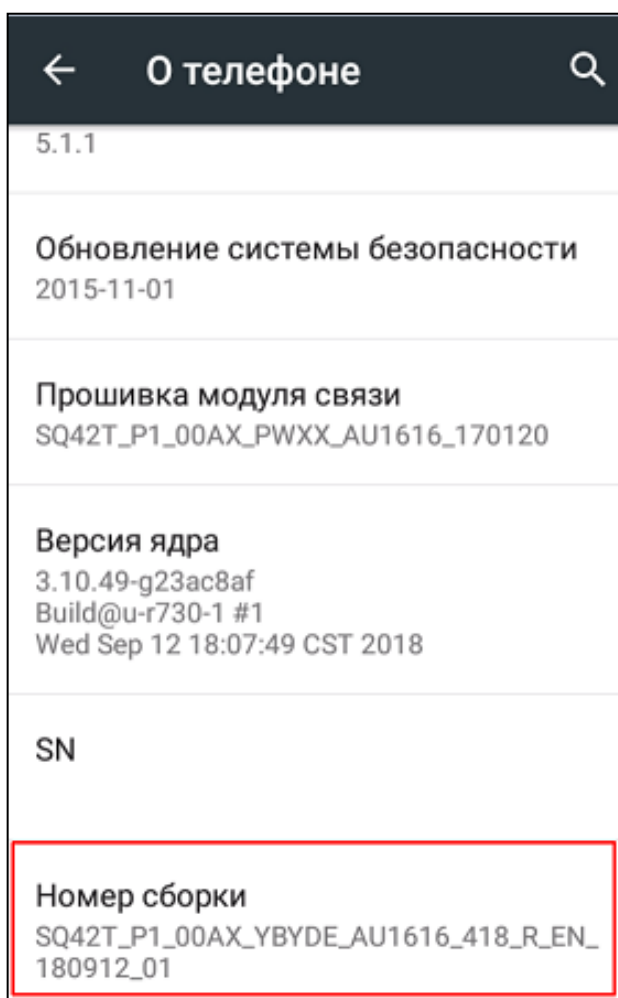 О телефоне
5.1.1
Обновление системы безопасности
2015-11-01
Прошивка модуля связи
SQ42T_P1_00AX_PWXX_AU1616_170120
Версия ядра
3.10.49-g23ac8af
Build@u-r730-1 #1
Wed Sep 12 18:07:49 CST 2018
SN
Номер сборки
SQ42T_P1_00AX_YBYDE_AU1616_418_R_EN_
180912_01